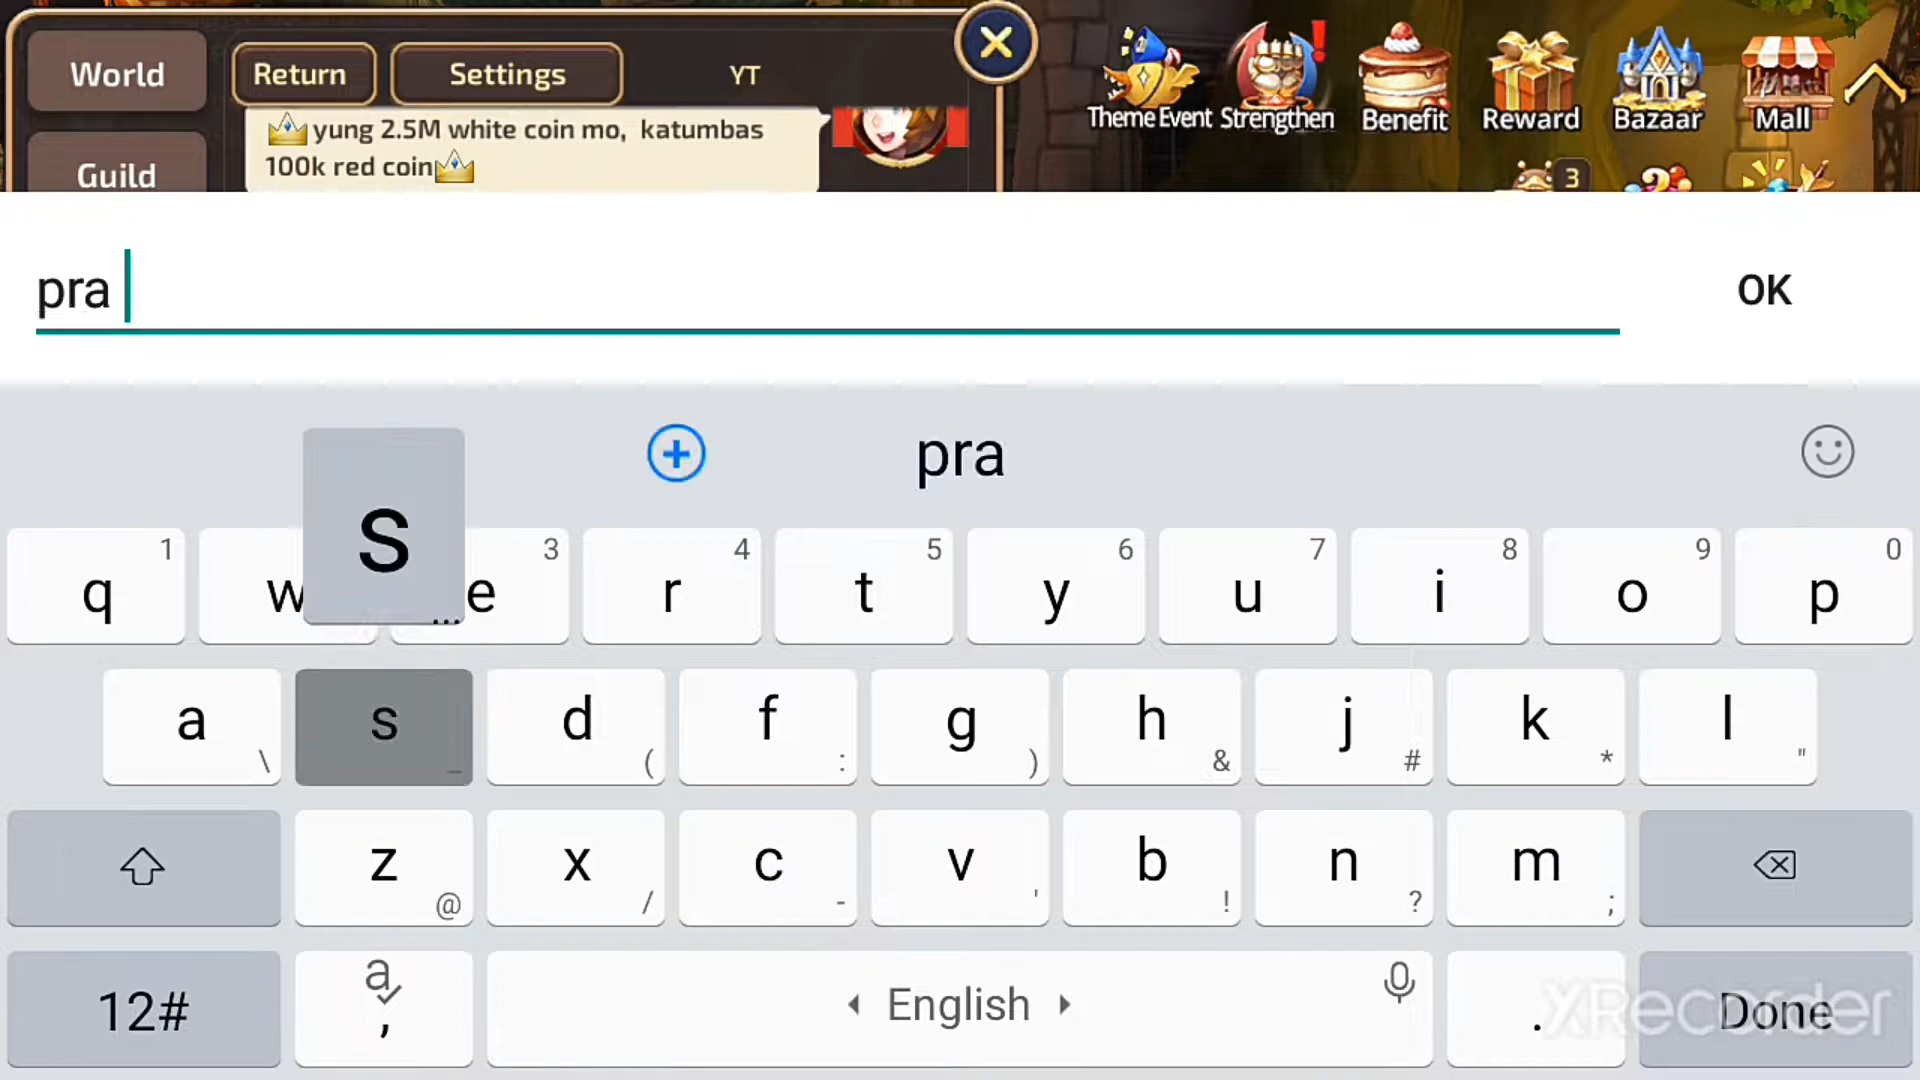 World
Return
Settings
YT
Guild
yung 2.5M white coin mo, katumbas
100k red coin
Theme Event
Strengthen
Benefit
Reward
Bazaar
Mall
3
pra
OK
pra
s
...
q 1 w e 3 r 4 t 5 y 6 u 7 i 8 o 9 p 0
a \ s _ d ( f : g ) h & j # k * l "
z @ x / c - v ' b ! n ? m ;
12# a , English . Done
XRecorder